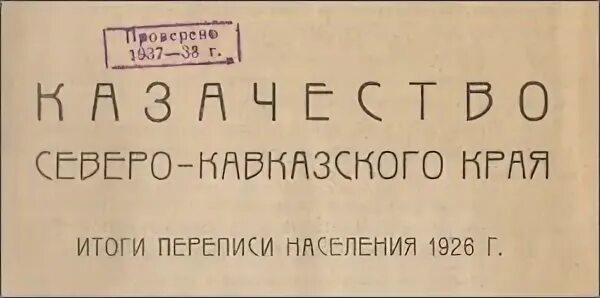 Проверено
1937—38 г.
КАЗАЧЕСТВО
СЕВЕРО-КАВКАЗСКОГО КРАЯ
ИТОГИ ПЕРЕПИСИ НАСЕЛЕНИЯ 1926 Г.